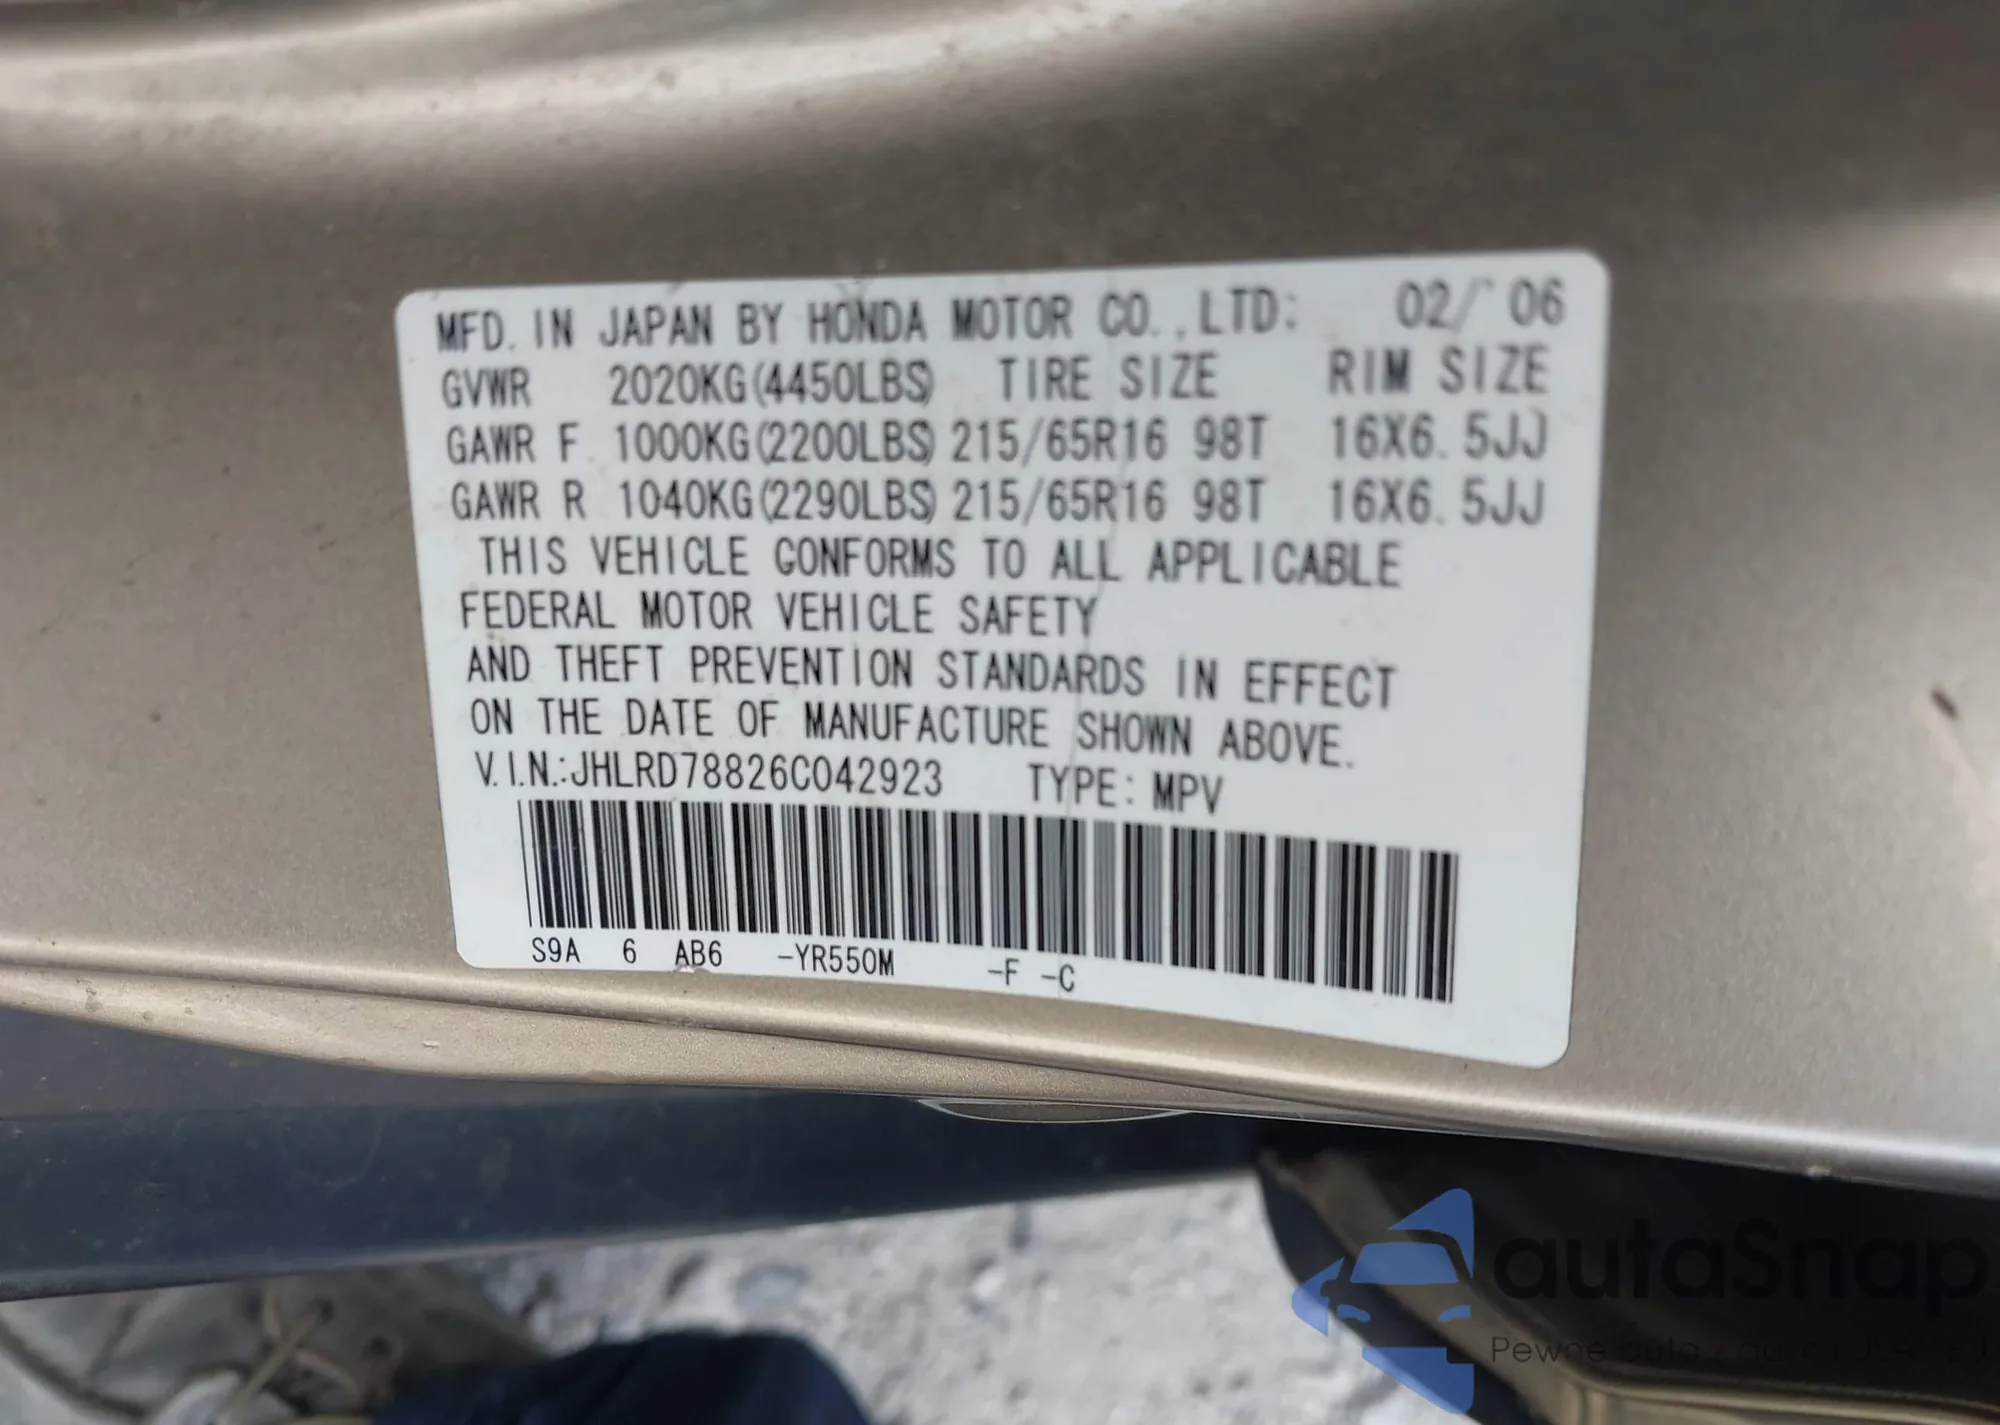 MFD. IN JAPAN BY HONDA MOTOR CO.,LTD: 02/'06
GVWR 2020KG(4450LBS) TIRE SIZE RIM SIZE
GAWR F 1000KG(2200LBS) 215/65R16 98T 16X6.5JJ
GAWR R 1040KG(2290LBS) 215/65R16 98T 16X6.5JJ
THIS VEHICLE CONFORMS TO ALL APPLICABLE
FEDERAL MOTOR VEHICLE SAFETY
AND THEFT PREVENTION STANDARDS IN EFFECT
ON THE DATE OF MANUFACTURE SHOWN ABOVE.
V.I.N.:JHLRD78826C042923 TYPE: MPV
S9A 6 AB6 -YR550M -F -C
autaSnap
Pewne auto